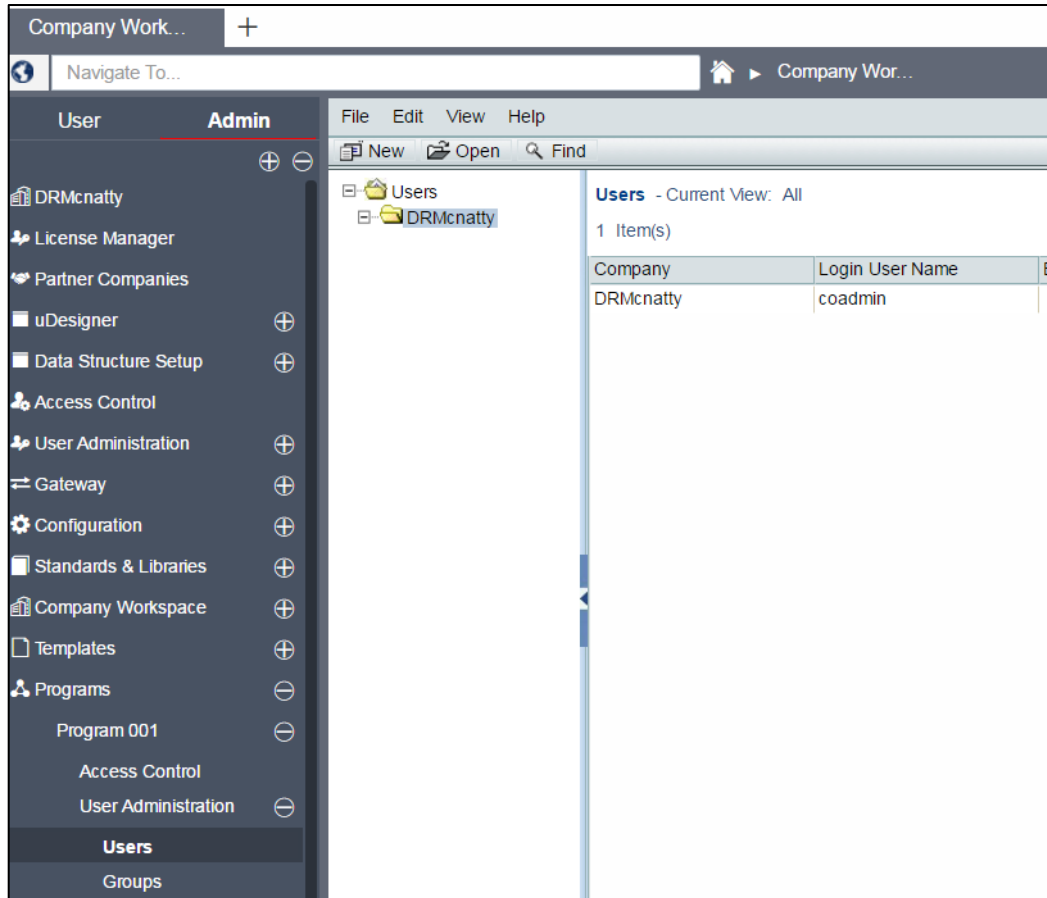 Company Work... +
Navigate To...
Company Wor...
User Admin
File Edit View Help
New Open Find
DRMcnatty
License Manager
Partner Companies
uDesigner
Data Structure Setup
Access Control
User Administration
Gateway
Configuration
Standards & Libraries
Company Workspace
Templates
Programs
Program 001
Access Control
User Administration
Users
Groups
Users
DRMcnatty
Users - Current View: All
1 Item(s)
Company Login User Name
DRMcnatty coadmin